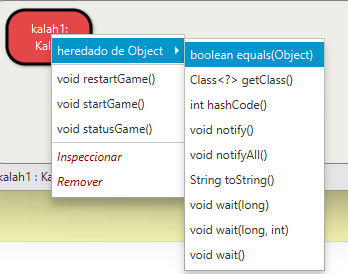 kalah1:
Kal
heredado de Object
void restartGame()
void startGame()
void statusGame()
Inspeccionar
Remover
boolean equals(Object)
Class<?> getClass()
int hashCode()
void notify()
void notifyAll()
String toString()
void wait(long)
void wait(long, int)
void wait()
kalah1 : Ka